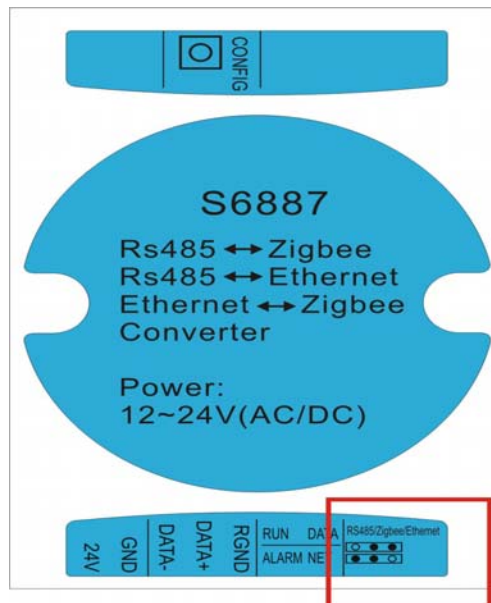 CONFIG
S6887
Rs485 ↔ Zigbee
Rs485 ↔ Ethernet
Ethernet ↔ Zigbee
Converter
Power:
12~24V(AC/DC)
24V
GND
DATA-
DATA+
RGND
RUN DATA
ALARM NET
RS485/Zigbee/Ethernet